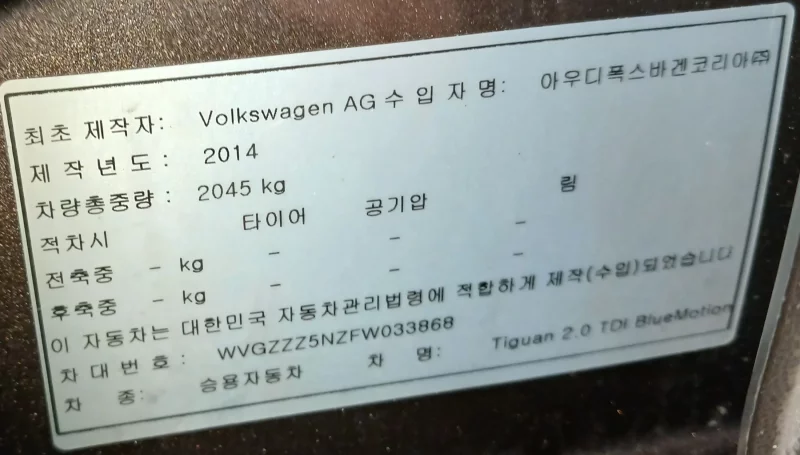 최초 제작자: Volkswagen AG 수 입 자 명: 아우디폭스바겐코리아㈜
제 작 년 도 : 2014
차량총중량 : 2045 kg
적차시 타이어 공기압 림
전축중 - kg - - -
후축중 - kg - - -
이 자동차는 대한민국 자동차관리법령에 적합하게 제작(수입)되었습니다
차 대 번 호 : WVGZZZ5NZFW033868
차 종: 승용자동차 차 명: Tiguan 2.0 TDI BlueMotion